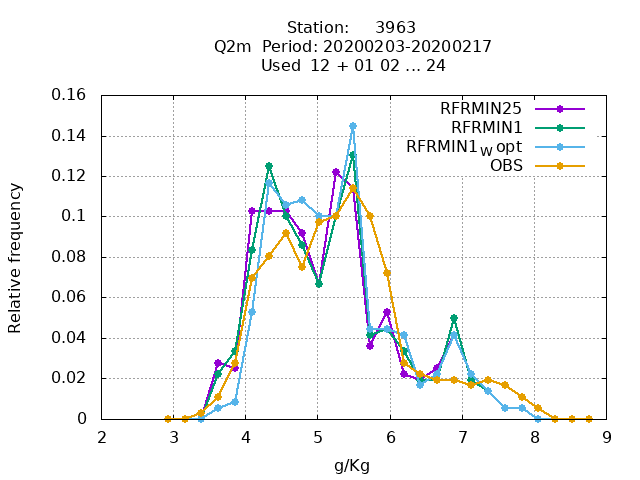 Station: 3963
Q2m Period: 20200203-20200217
Used 12 + 01 02 ... 24
RFRMIN25
RFRMIN1
RFRMIN1w opt
OBS
0.16
0.14
0.12
0.1
0.08
0.06
0.04
0.02
0
Relative frequency
2 3 4 5 6 7 8 9
g/Kg